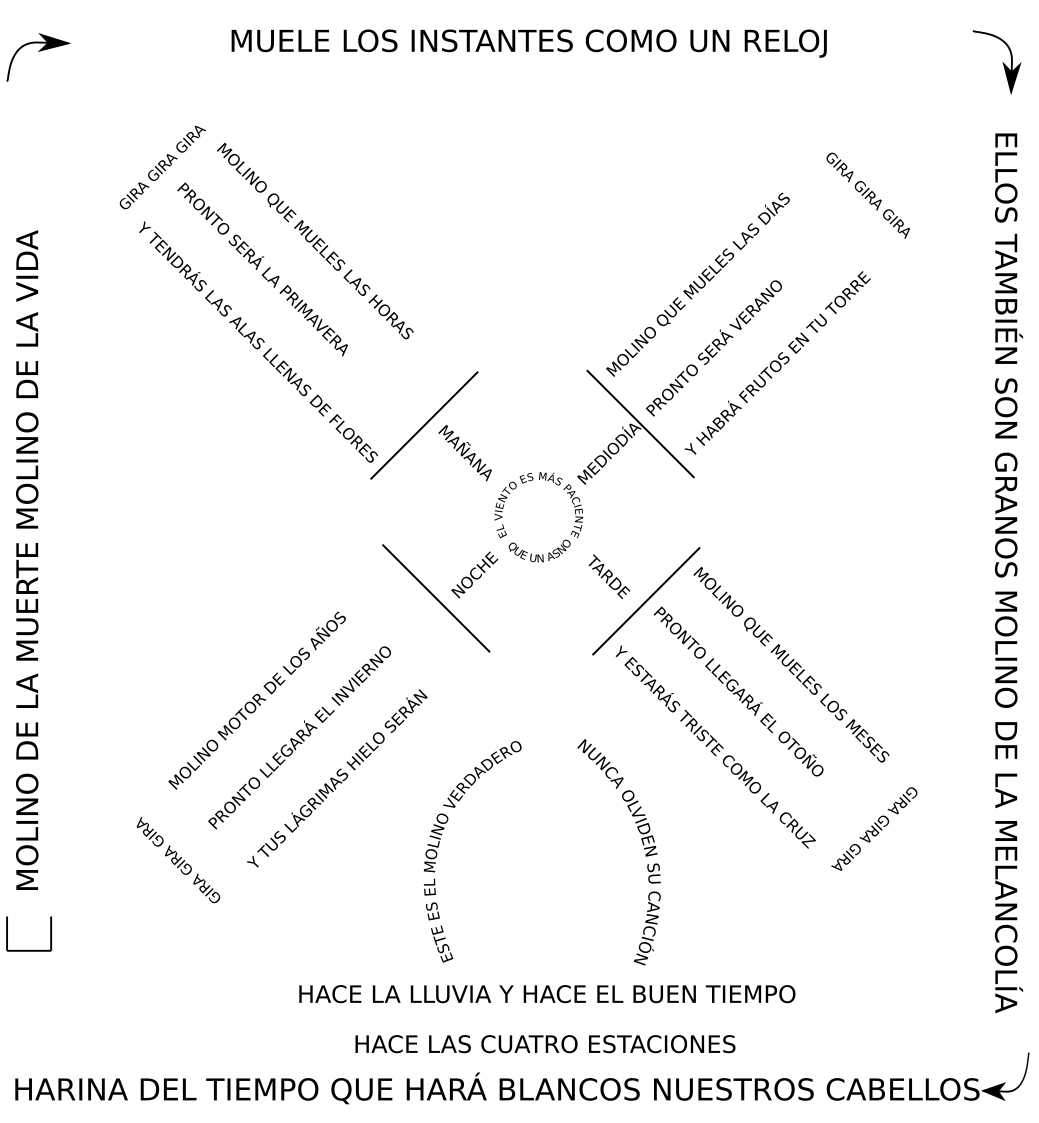 MOLINO DE LA MUERTE MOLINO DE LA VIDA
MUELE LOS INSTANTES COMO UN RELOJ
ELLOS TAMBIÉN SON GRANOS MOLINO DE LA MELANCOLÍA
HARINA DEL TIEMPO QUE HARÁ BLANCOS NUESTROS CABELLOS
MAÑANA
GIRA GIRA GIRA
MOLINO QUE MUELES LAS HORAS
PRONTO SERÁ LA PRIMAVERA
Y TENDRÁS LAS ALAS LLENAS DE FLORES
MEDIODÍA
GIRA GIRA GIRA
MOLINO QUE MUELES LAS DÍAS
PRONTO SERÁ VERANO
Y HABRÁ FRUTOS EN TU TORRE
TARDE
GIRA GIRA GIRA
MOLINO QUE MUELES LOS MESES
PRONTO LLEGARÁ EL OTOÑO
Y ESTARÁS TRISTE COMO LA CRUZ
NOCHE
GIRA GIRA GIRA
MOLINO MOTOR DE LOS AÑOS
PRONTO LLEGARÁ EL INVIERNO
Y TUS LÁGRIMAS HIELO SERÁN
EL VIENTO ES MÁS PACIENTE
QUE UN ASNO
ESTE ES EL MOLINO VERDADERO
NUNCA OLVIDEN SU CANCIÓN
HACE LA LLUVIA Y HACE EL BUEN TIEMPO
HACE LAS CUATRO ESTACIONES